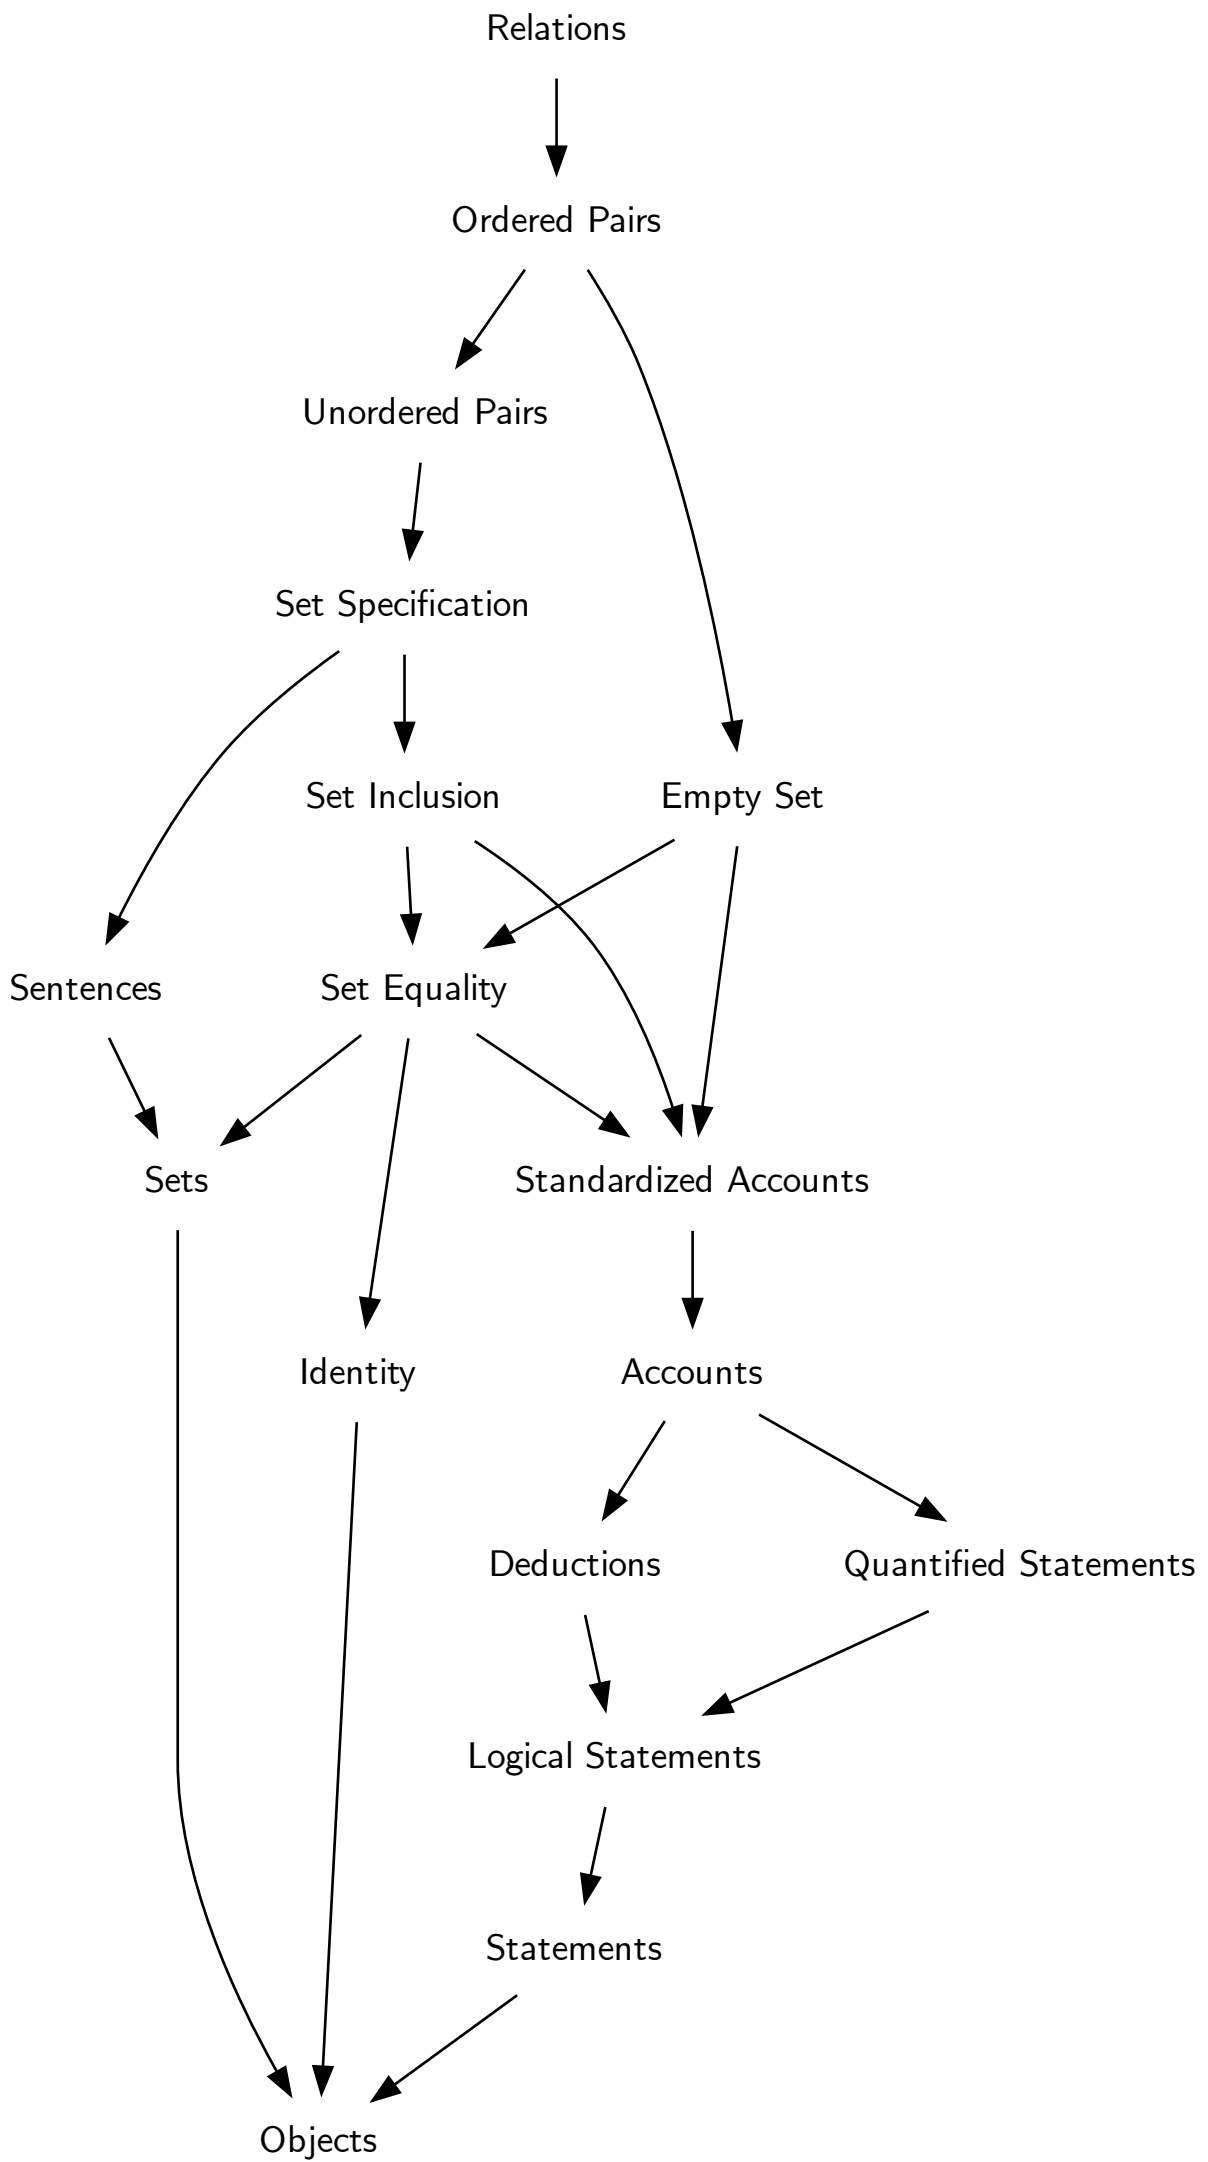 Relations
Ordered Pairs
Unordered Pairs
Set Specification
Set Inclusion
Empty Set
Sentences
Set Equality
Sets
Standardized Accounts
Identity
Accounts
Deductions
Quantified Statements
Logical Statements
Statements
Objects